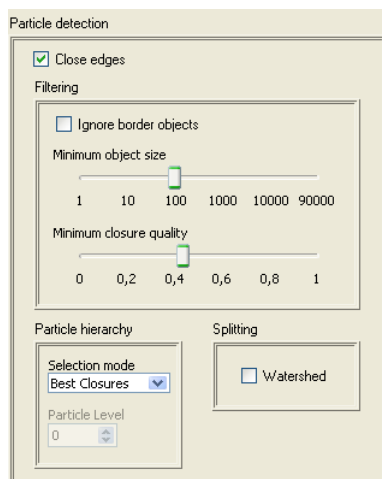 Particle detection
Close edges
Filtering
Ignore border objects
Minimum object size
1 10 100 1000 10000 90000
Minimum closure quality
0 0,2 0,4 0,6 0,8 1
Particle hierarchy
Selection mode
Best Closures
Particle Level
0
Splitting
Watershed